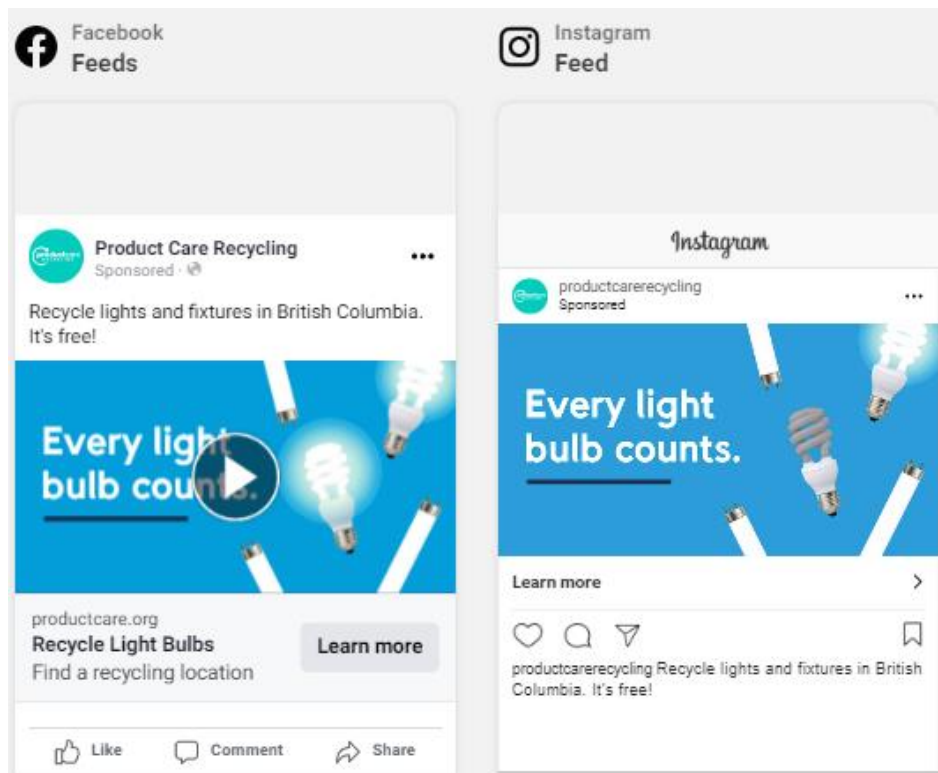 Facebook
Feeds
Product Care Recycling
Sponsored ·
Recycle lights and fixtures in British Columbia.
It's free!
Every light
bulb counts.
productcare.org
Recycle Light Bulbs
Find a recycling location
Learn more
Like
Comment
Share
Instagram
Feed
Instagram
productcarerecycling
Sponsored
Every light
bulb counts.
Learn more
productcarerecycling Recycle lights and fixtures in British
Columbia. It's free!